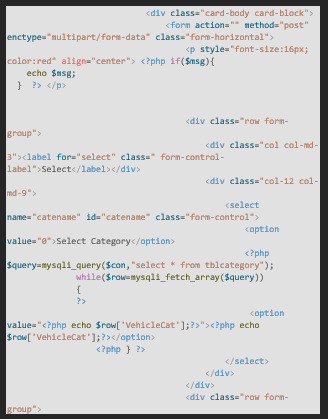 <div class="card-body card-block">
<form action="" method="post"
enctype="multipart/form-data" class="form-horizontal">
<p style="font-size:16px;
color:red" align="center"> <?php if($msg){
echo $msg;
} ?> </p>
<div class="row form-
group">
<div class="col col-md-
3"><label for="select" class=" form-control-
label">Select</label></div>
<div class="col-12 col-
md-9">
<select
name="catename" id="catename" class="form-control">
<option
value="0">Select Category</option>
<?php
$query=mysqli_query($con,"select * from tblcategory");
while($row=mysqli_fetch_array($query))
{
?>
<option
value="<?php echo $row['VehicleCat'];?>"><?php echo
$row['VehicleCat'];?></option>
<?php } ?>
</select>
</div>
</div>
<div class="row form-
group">